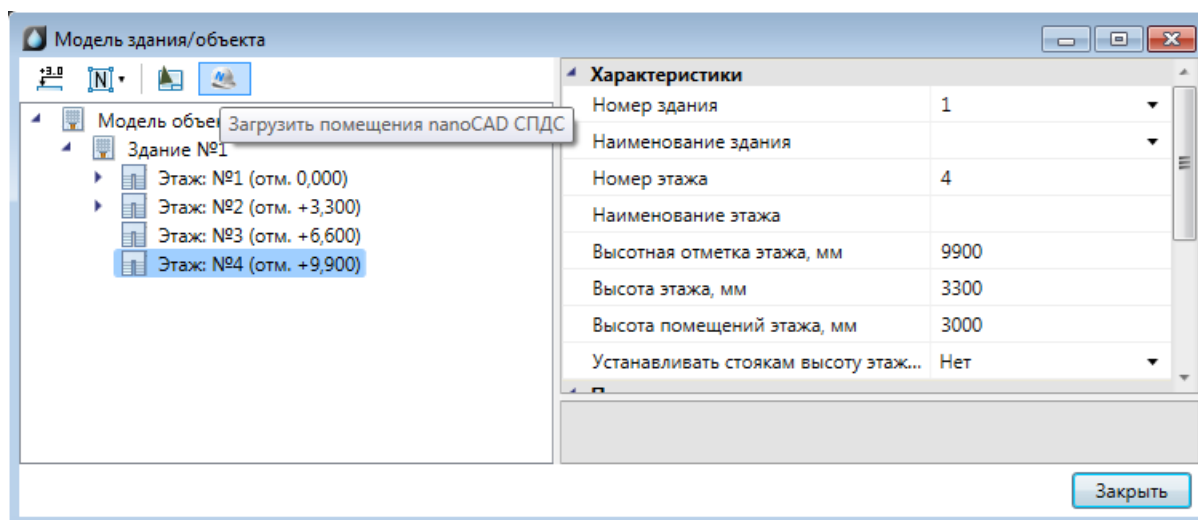 Модель здания/объекта
+3.0
N
Загрузить помещения nanoCAD СПДС
Модель объе
Здание №1
Этаж: №1 (отм. 0,000)
Этаж: №2 (отм. +3,300)
Этаж: №3 (отм. +6,600)
Этаж: №4 (отм. +9,900)
Характеристики
Номер здания 1
Наименование здания
Номер этажа 4
Наименование этажа
Высотная отметка этажа, мм 9900
Высота этажа, мм 3300
Высота помещений этажа, мм 3000
Устанавливать стоякам высоту этаж... Нет
Закрыть